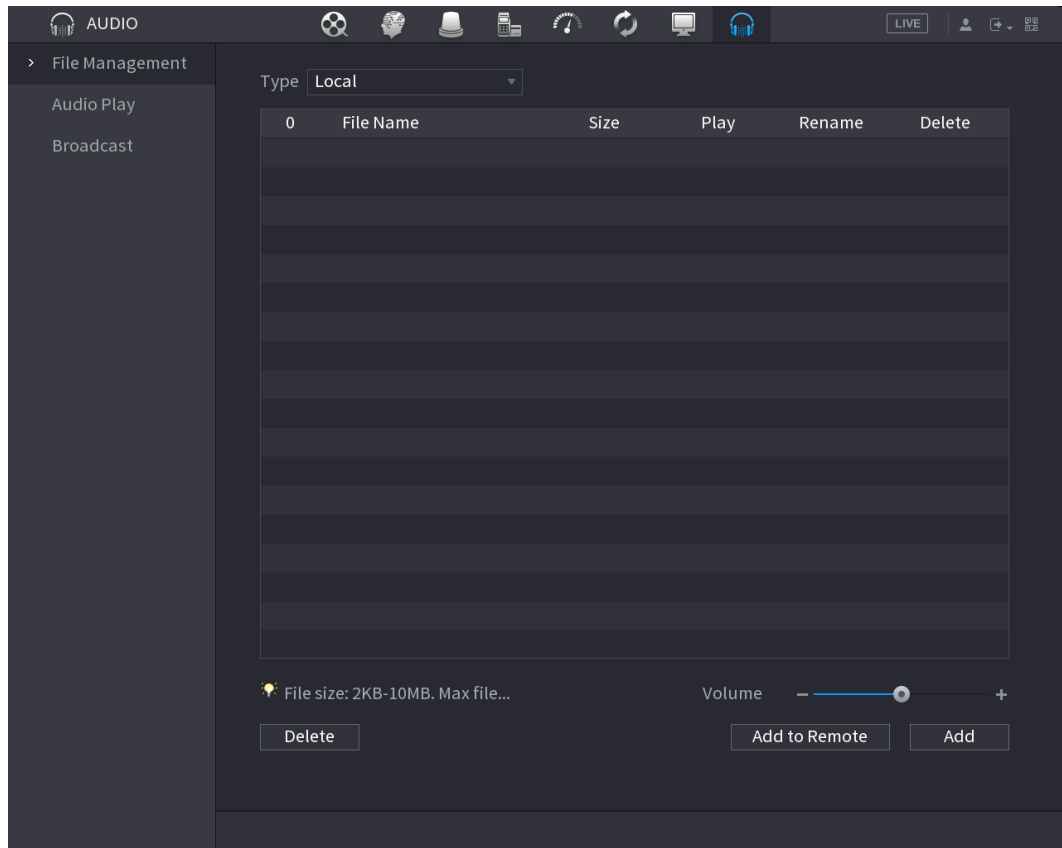 AUDIO
LIVE
File Management
Audio Play
Broadcast
Type Local
0 File Name Size Play Rename Delete
File size: 2KB-10MB. Max file...
Volume − +
Delete
Add to Remote
Add